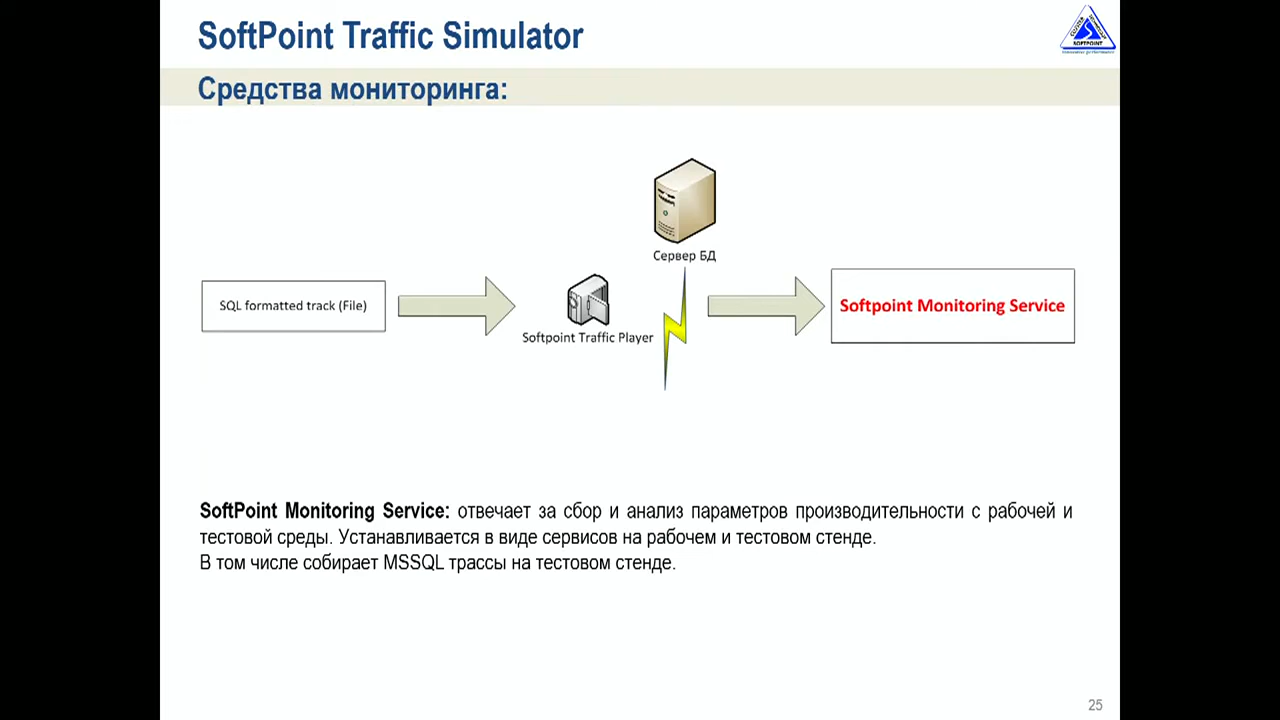 SoftPoint Traffic Simulator
Средства мониторинга:
SOFTPOINT
Сервер БД
SQL formatted track (File)
Softpoint Traffic Player
Softpoint Monitoring Service
SoftPoint Monitoring Service: отвечает за сбор и анализ параметров производительности с рабочей и
тестовой среды. Устанавливается в виде сервисов на рабочем и тестовом стенде.
В том числе собирает MSSQL трассы на тестовом стенде.
25